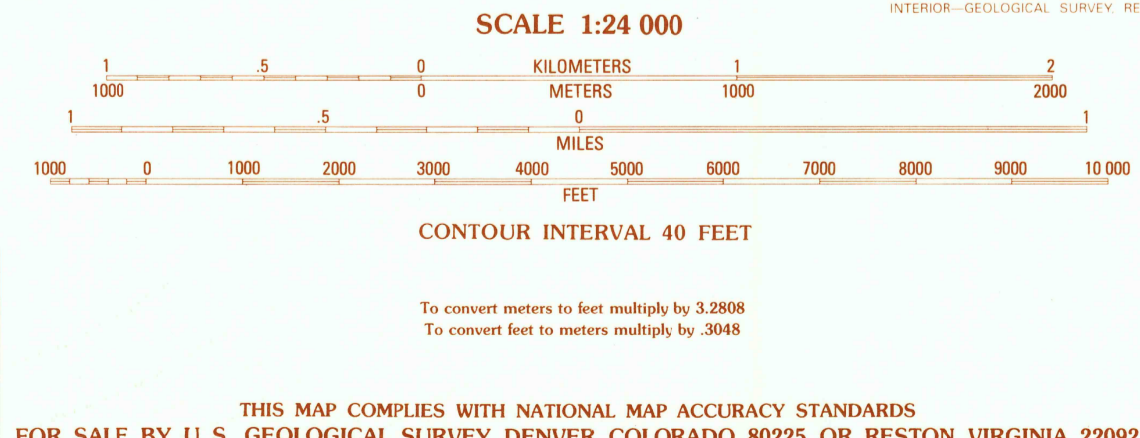 INTERIOR—GEOLOGICAL SURVEY, RE
SCALE 1:24 000
1 .5 0 KILOMETERS 1 2
1000 0 METERS 1000 2000
1 .5 0 1
MILES
1000 0 1000 2000 3000 4000 5000 6000 7000 8000 9000 10 000
FEET
CONTOUR INTERVAL 40 FEET
To convert meters to feet multiply by 3.2808
To convert feet to meters multiply by .3048
THIS MAP COMPLIES WITH NATIONAL MAP ACCURACY STANDARDS
FOR SALE BY U.S. GEOLOGICAL SURVEY, DENVER, COLORADO 80225, OR RESTON, VIRGINIA 22092